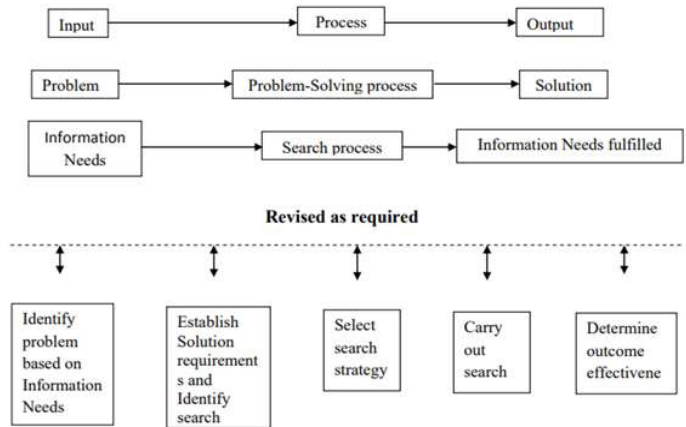 Input Process Output
Problem Problem-Solving process Solution
Information
Needs
Search process
Information Needs fulfilled
Revised as required
Identify
problem
based on
Information
Needs
Establish
Solution
requirement
s and
Identify
search
Select
search
strategy
Carry
out
search
Determine
outcome
effectivene